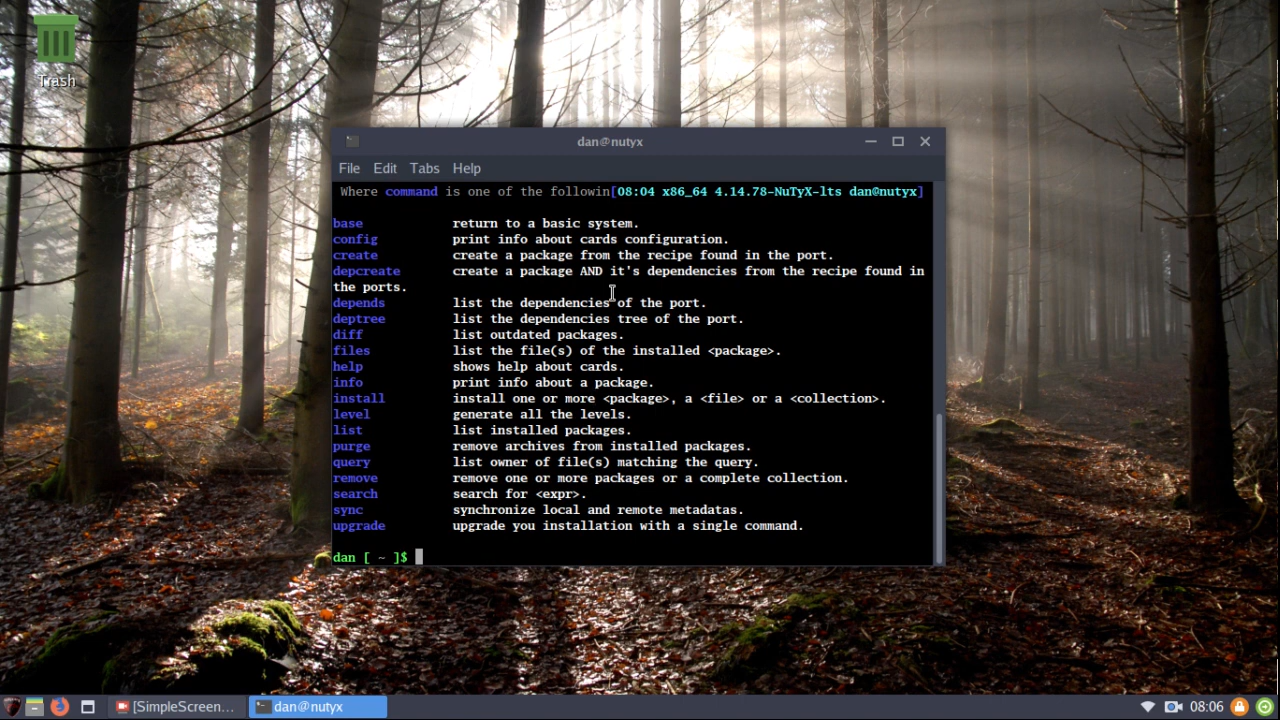 Trash
dan@nutyx
File Edit Tabs Help
Where command is one of the followin[08:04 x86_64 4.14.78-NuTyX-lts dan@nutyx]
base return to a basic system.
config print info about cards configuration.
create create a package from the recipe found in the port.
depcreate create a package AND it's dependencies from the recipe found in
the ports.
depends list the dependencies of the port.
deptree list the dependencies tree of the port.
diff list outdated packages.
files list the file(s) of the installed <package>.
help shows help about cards.
info print info about a package.
install install one or more <package>, a <file> or a <collection>.
level generate all the levels.
list list installed packages.
purge remove archives from installed packages.
query list owner of file(s) matching the query.
remove remove one or more packages or a complete collection.
search search for <expr>.
sync synchronize local and remote metadatas.
upgrade upgrade you installation with a single command.
dan [ ~ ]$
[SimpleScreen... dan@nutyx 08:06